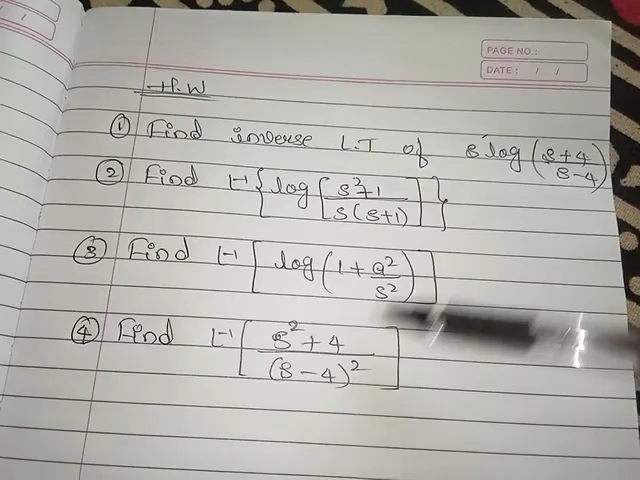 PAGE NO.:
DATE: / /
H.W
① Find inverse L.T of s log (s+4/s-4)
② Find L⁻¹{log[s²+1/s(s+1)]}
③ Find L⁻¹[log(1+a²/s²)]
④ Find L⁻¹[s²+4/(s-4)²]